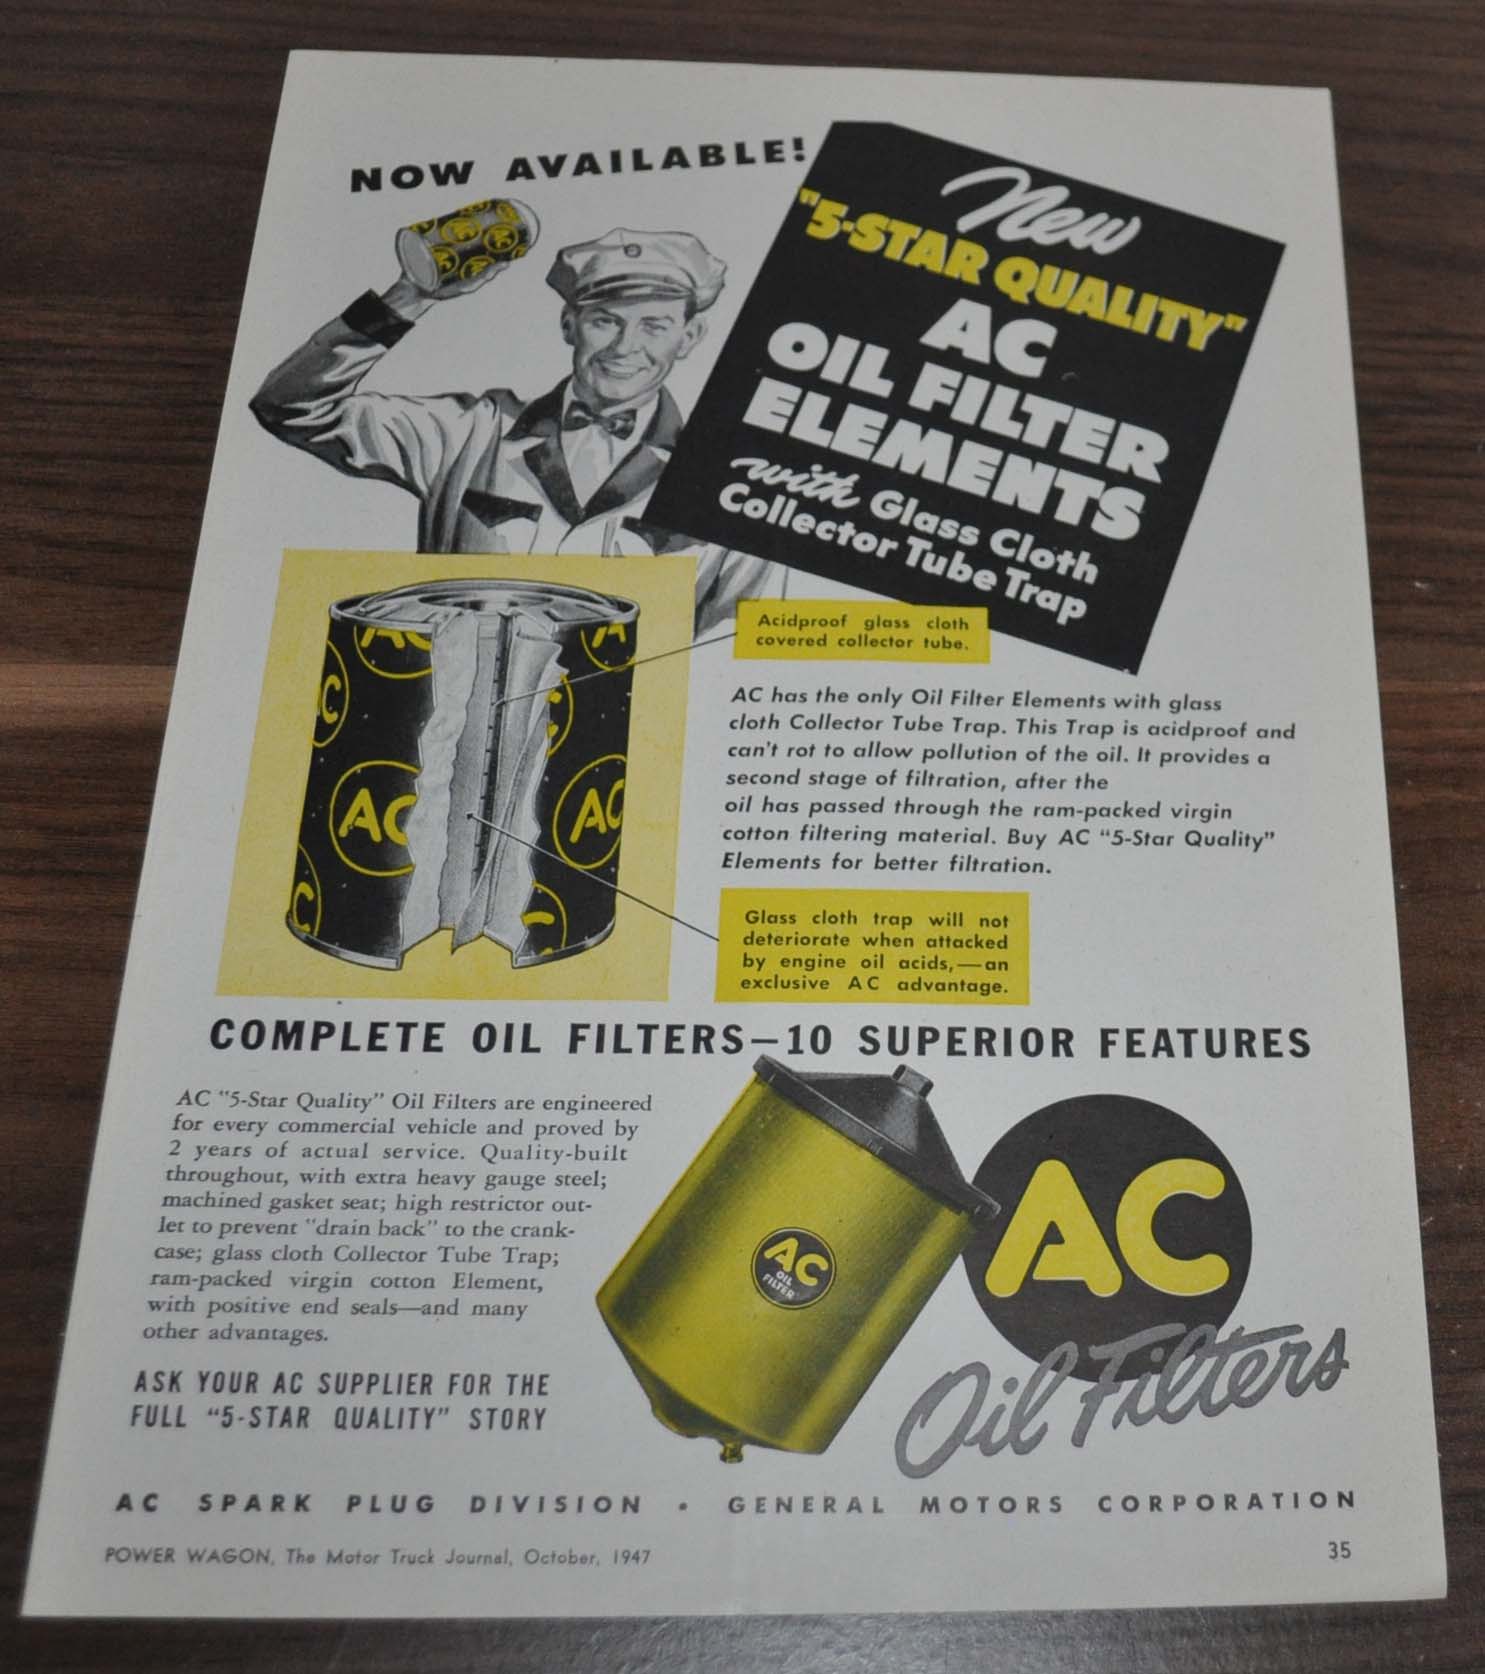 NOW AVAILABLE!
New
"5-STAR QUALITY"
AC
OIL FILTER
ELEMENTS
with Glass Cloth
Collector Tube Trap
Acidproof glass cloth
covered collector tube.
AC has the only Oil Filter Elements with glass
cloth Collector Tube Trap. This Trap is acidproof and
can't rot to allow pollution of the oil. It provides a
second stage of filtration, after the
oil has passed through the ram-packed virgin
cotton filtering material. Buy AC "5-Star Quality"
Elements for better filtration.
AC
AC
Glass cloth trap will not
deteriorate when attacked
by engine oil acids,—an
exclusive AC advantage.
COMPLETE OIL FILTERS—10 SUPERIOR FEATURES
AC "5-Star Quality" Oil Filters are engineered
for every commercial vehicle and proved by
2 years of actual service. Quality-built
throughout, with extra heavy gauge steel;
machined gasket seat; high restrictor out-
let to prevent "drain back" to the crank-
case; glass cloth Collector Tube Trap;
ram-packed virgin cotton Element,
with positive end seals—and many
other advantages.
ASK YOUR AC SUPPLIER FOR THE
FULL "5-STAR QUALITY" STORY
AC
OIL
FILTER
AC
Oil Filters
AC SPARK PLUG DIVISION • GENERAL MOTORS CORPORATION
POWER WAGON, The Motor Truck Journal, October, 1947
35